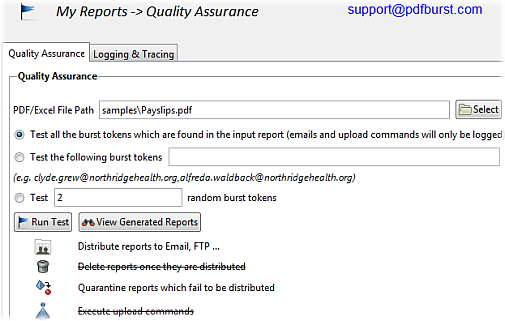 My Reports -> Quality Assurance
support@pdfburst.com
Quality Assurance
Logging & Tracing
Quality Assurance
PDF/Excel File Path
samples\Payslips.pdf
Select
Test all the burst tokens which are found in the input report (emails and upload commands will only be logged
Test the following burst tokens
(e.g. clyde.grew@northridgehealth.org,alfreda.waldback@northridgehealth.org)
Test 2 random burst tokens
Run Test
View Generated Reports
Distribute reports to Email, FTP ...
Delete reports once they are distributed
Quarantine reports which fail to be distributed
Execute upload commands